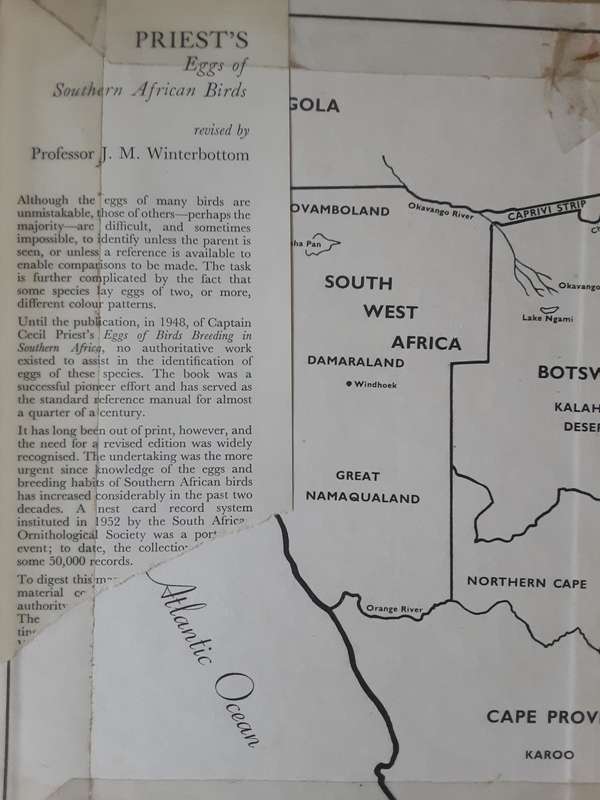 PRIEST'S
Eggs of
Southern African Birds
revised by
Professor J. M. Winterbottom
Although the eggs of many birds are
unmistakable, those of others—perhaps the
majority—are difficult, and sometimes
impossible, to identify unless the parent is
seen, or unless a reference is available to
enable comparisons to be made. The task
is further complicated by the fact that
some species lay eggs of two, or more,
different colour patterns.
Until the publication, in 1948, of Captain
Cecil Priest's Eggs of Birds Breeding in
Southern Africa, no authoritative work
existed to assist in the identification of
eggs of these species. The book was a
successful pioneer effort and has served as
the standard reference manual for almost
a quarter of a century.
It has long been out of print, however, and
the need for a revised edition was widely
recognised. The undertaking was the more
urgent since knowledge of the eggs and
breeding habits of Southern African birds
has increased considerably in the past two
decades. A nest card record system
instituted in 1952 by the South Africa
Ornithological Society was a
event; to date, the
some 50,000 records.
To digest this
material
The
GOLA
OVAMBOLAND
Okavango River
CAPRIVI STRIP
ha Pan
SOUTH
WEST
AFRICA
Okavango
Lake Ngami
DAMARALAND
Windhoek
BOTSW
KALAH
DESER
GREAT
NAMAQUALAND
NORTHERN CAPE
Orange River
Atlantic Ocean
CAPE PROV
KAROO